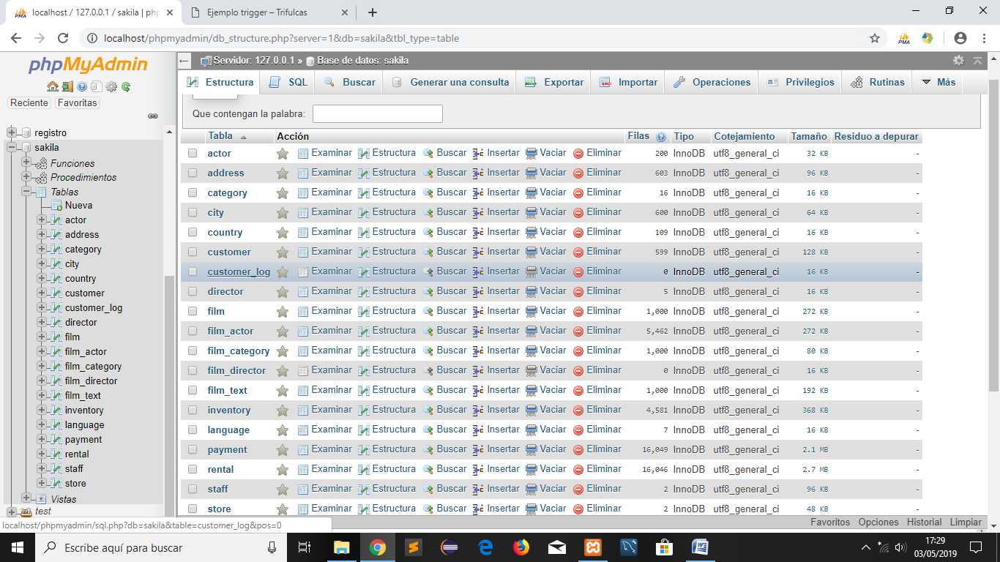 localhost / 127.0.0.1 / sakila | php
Ejemplo trigger – Trifulcas
localhost/phpmyadmin/db_structure.php?server=1&db=sakila&tbl_type=table
phpMyAdmin
Reciente Favoritas
registro
sakila
Funciones
Procedimientos
Tablas
Nueva
actor
address
category
city
country
customer
customer_log
director
film
film_actor
film_category
film_director
film_text
inventory
language
payment
rental
staff
store
Vistas
test
Servidor: 127.0.0.1 » Base de datos: sakila
Estructura SQL Buscar Generar una consulta Exportar Importar Operaciones Privilegios Rutinas Más
Que contengan la palabra:
Tabla Acción Filas Tipo Cotejamiento Tamaño Residuo a depurar
actor Examinar Estructura Buscar Insertar Vaciar Eliminar 200 InnoDB utf8_general_ci 32 KB -
address Examinar Estructura Buscar Insertar Vaciar Eliminar 603 InnoDB utf8_general_ci 96 KB -
category Examinar Estructura Buscar Insertar Vaciar Eliminar 16 InnoDB utf8_general_ci 16 KB -
city Examinar Estructura Buscar Insertar Vaciar Eliminar 600 InnoDB utf8_general_ci 64 KB -
country Examinar Estructura Buscar Insertar Vaciar Eliminar 109 InnoDB utf8_general_ci 16 KB -
customer Examinar Estructura Buscar Insertar Vaciar Eliminar 599 InnoDB utf8_general_ci 128 KB -
customer_log Examinar Estructura Buscar Insertar Vaciar Eliminar 0 InnoDB utf8_general_ci 16 KB -
director Examinar Estructura Buscar Insertar Vaciar Eliminar 5 InnoDB utf8_general_ci 16 KB -
film Examinar Estructura Buscar Insertar Vaciar Eliminar 1,000 InnoDB utf8_general_ci 272 KB -
film_actor Examinar Estructura Buscar Insertar Vaciar Eliminar 5,462 InnoDB utf8_general_ci 272 KB -
film_category Examinar Estructura Buscar Insertar Vaciar Eliminar 1,000 InnoDB utf8_general_ci 80 KB -
film_director Examinar Estructura Buscar Insertar Vaciar Eliminar 0 InnoDB utf8_general_ci 16 KB -
film_text Examinar Estructura Buscar Insertar Vaciar Eliminar 1,000 InnoDB utf8_general_ci 192 KB -
inventory Examinar Estructura Buscar Insertar Vaciar Eliminar 4,581 InnoDB utf8_general_ci 368 KB -
language Examinar Estructura Buscar Insertar Vaciar Eliminar 7 InnoDB utf8_general_ci 16 KB -
payment Examinar Estructura Buscar Insertar Vaciar Eliminar 16,049 InnoDB utf8_general_ci 2.1 MB -
rental Examinar Estructura Buscar Insertar Vaciar Eliminar 16,046 InnoDB utf8_general_ci 2.7 MB -
staff Examinar Estructura Buscar Insertar Vaciar Eliminar 2 InnoDB utf8_general_ci 96 KB -
store Examinar Estructura Buscar Insertar Vaciar Eliminar 2 InnoDB utf8_general_ci 48 KB -
localhost/phpmyadmin/sql.php?db=sakila&table=customer_log&pos=0
Favoritos Opciones Historial Limpiar
Escribe aquí para buscar
17:29
03/05/2019